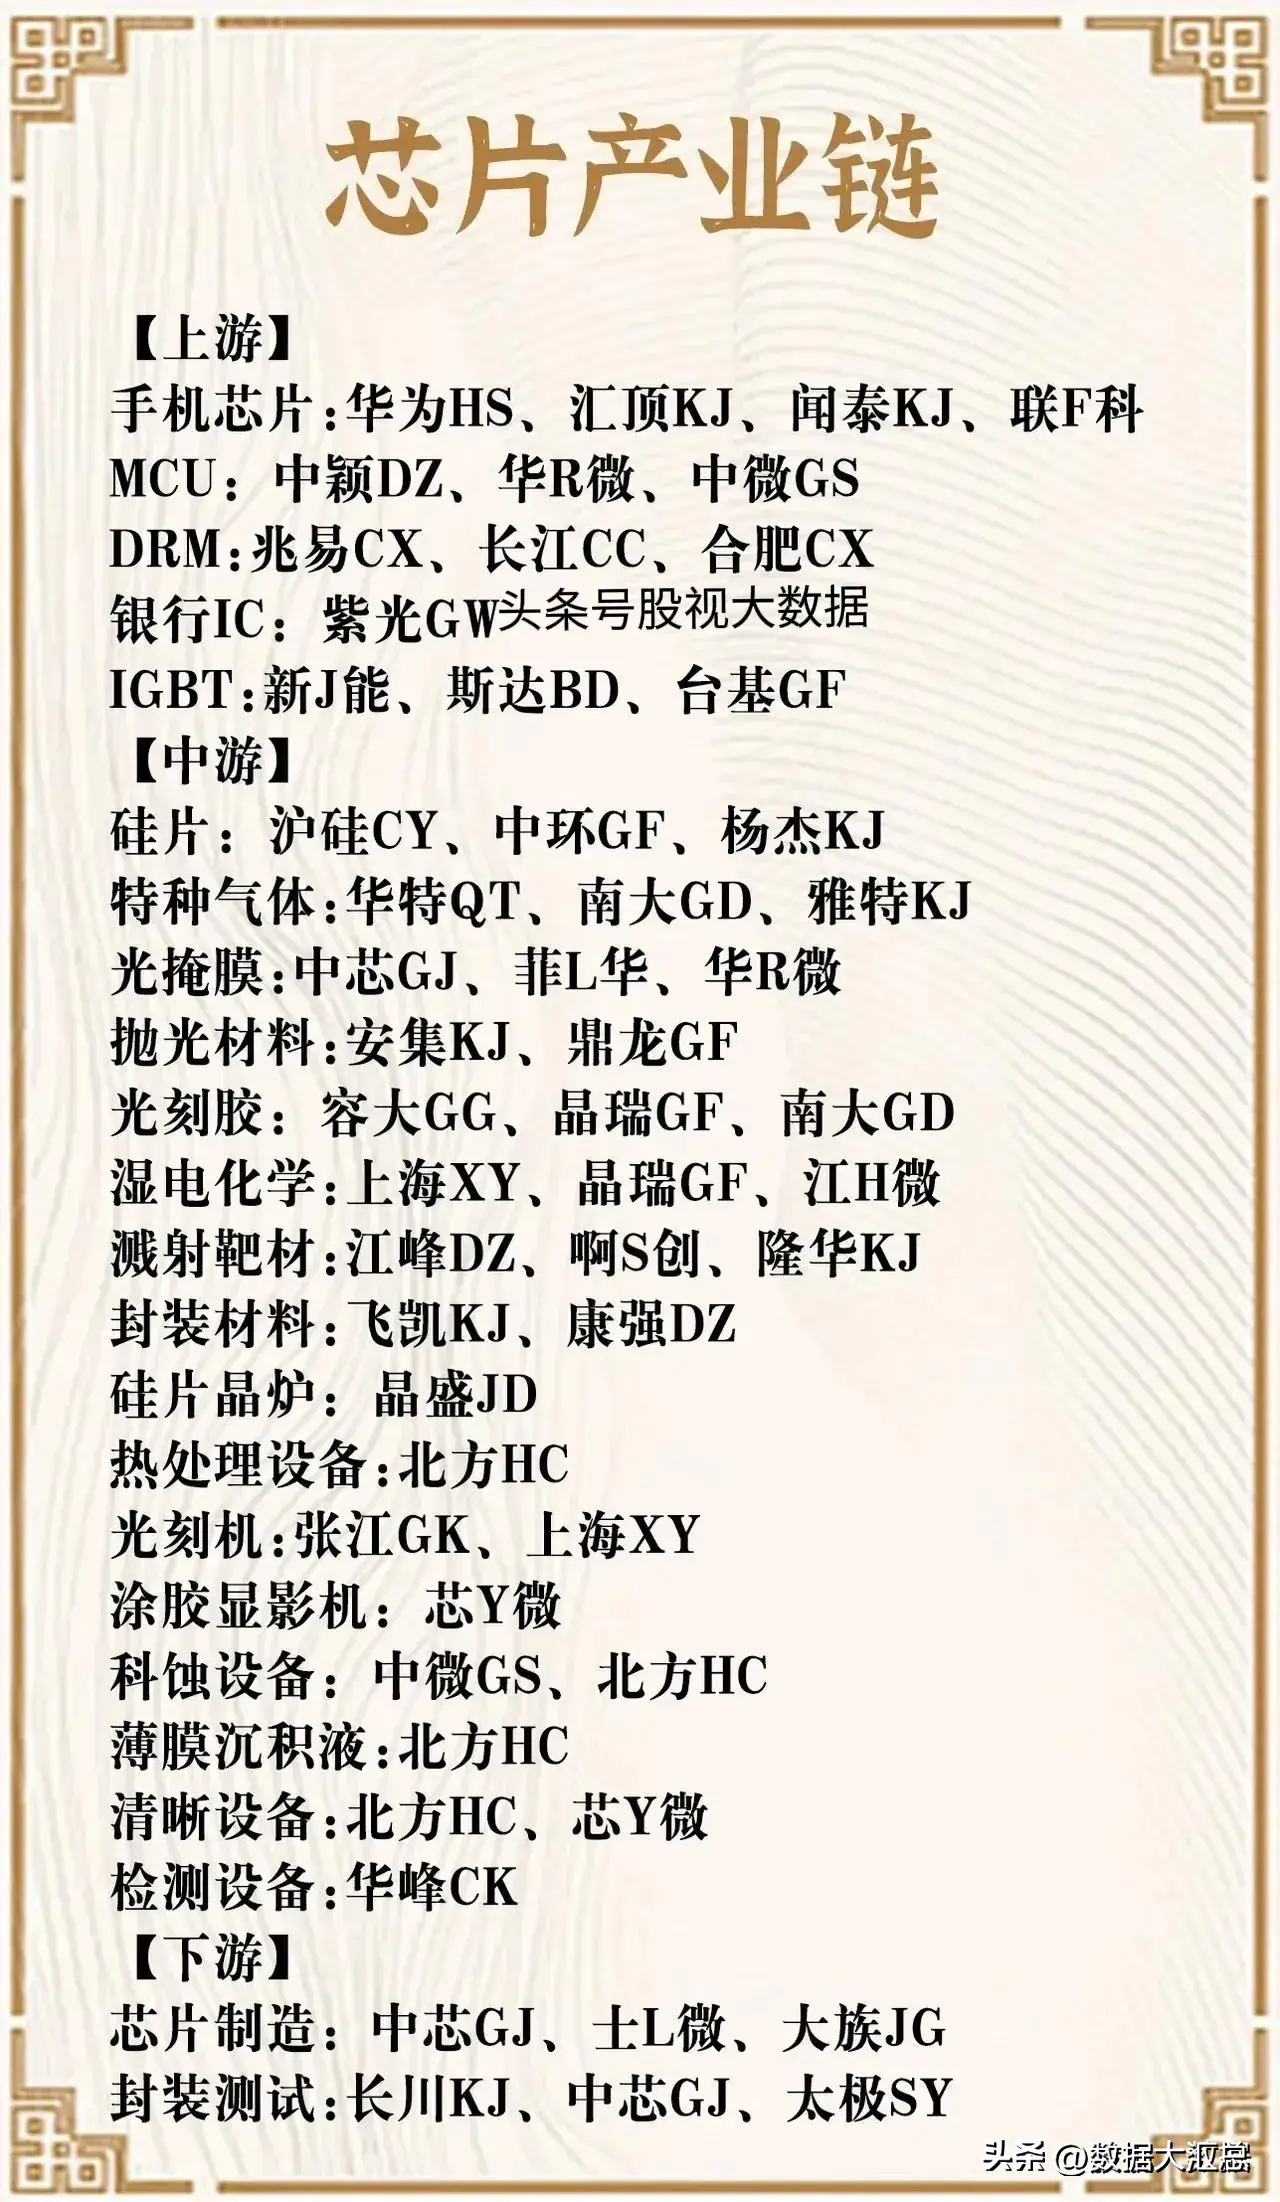 芯片产业链
【上游】
手机芯片:华为HS、汇顶KJ、闻泰KJ、联F科
MCU：中颖DZ、华R微、中微GS
DRM:兆易CX、长江CC、合肥CX
银行IC：紫光GW头条号股视大数据
IGBT:新J能、斯达BD、台基GF
【中游】
硅片：沪硅CY、中环GF、杨杰KJ
特种气体:华特QT、南大GD、雅特KJ
光掩膜:中芯GJ、菲L华、华R微
抛光材料:安集KJ、鼎龙GF
光刻胶：容大GG、晶瑞GF、南大GD
湿电化学:上海XY、晶瑞GF、江H微
溅射靶材:江峰DZ、啊S创、隆华KJ
封装材料:飞凯KJ、康强DZ
硅片晶炉：晶盛JD
热处理设备:北方HC
光刻机:张江GK、上海XY
涂胶显影机：芯Y微
科蚀设备：中微GS、北方HC
薄膜沉积液:北方HC
清晰设备:北方HC、芯Y微
检测设备:华峰CK
【下游】
芯片制造：中芯GJ、士L微、大族JG
封装测试:长川KJ、中芯GJ、太极SY
头条 @数据大汇总